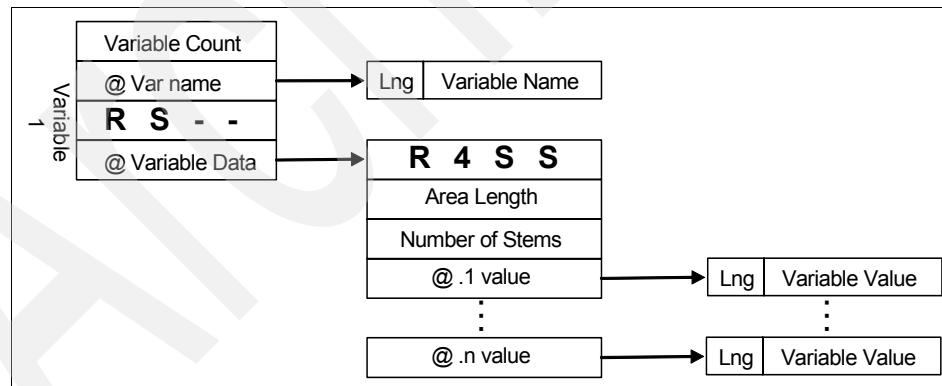 Variable Count
@ Var name
Lng Variable Name
Variable 1
R S - -
@ Variable Data
R 4 S S
Area Length
Number of Stems
@ .1 value
Lng Variable Value
@ .n value
Lng Variable Value